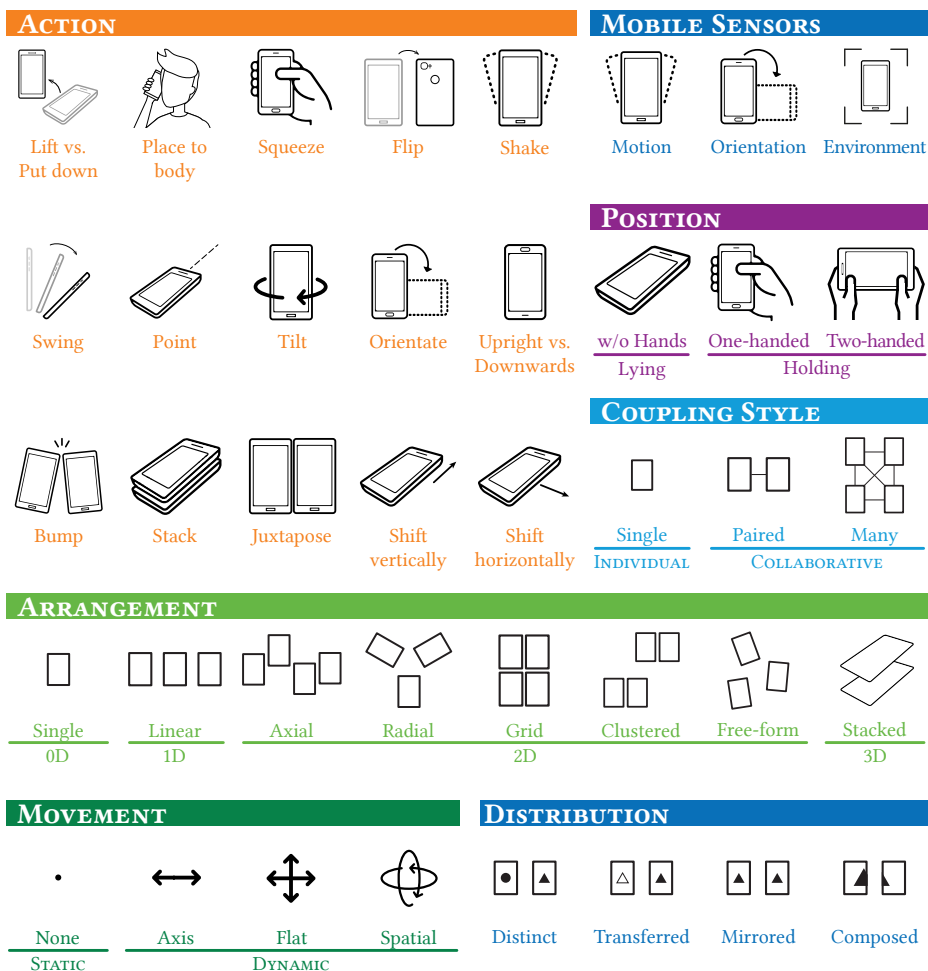 ACTION
MOBILE SENSORS
Lift vs.
Put down
Place to
body
Squeeze
Flip
Shake
Motion
Orientation
Environment
POSITION
Swing
Point
Tilt
Orientate
Upright vs.
Downwards
w/o Hands
One-handed
Two-handed
Lying
Holding
COUPLING STYLE
Bump
Stack
Juxtapose
Shift
vertically
Shift
horizontally
Single
Paired
Many
INDIVIDUAL
COLLABORATIVE
ARRANGEMENT
Single
Linear
Axial
Radial
Grid
Clustered
Free-form
Stacked
0D
1D
2D
3D
MOVEMENT
DISTRIBUTION
None
Axis
Flat
Spatial
Distinct
Transferred
Mirrored
Composed
STATIC
DYNAMIC